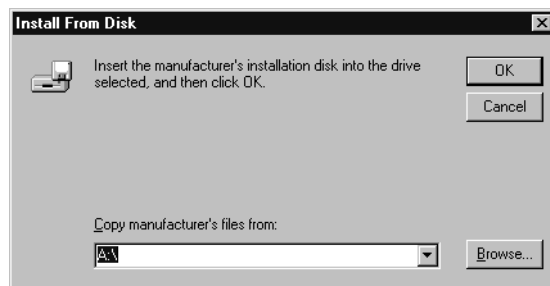 Install From Disk
Insert the manufacturer's installation disk into the drive
selected, and then click OK.
OK
Cancel
Copy manufacturer's files from:
A:\
Browse...